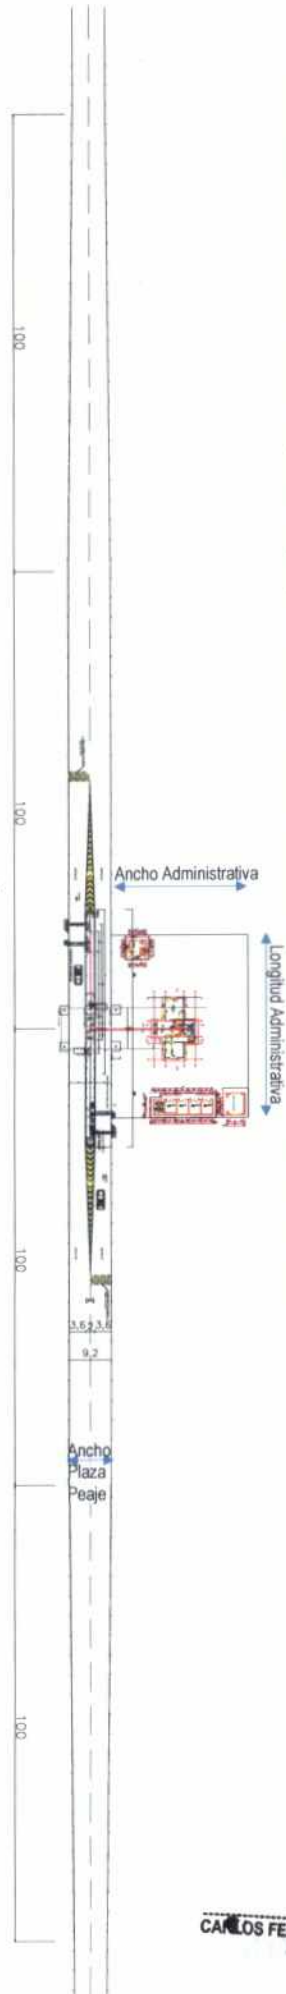 100
100
Ancho Administrativa
Longitud Administrativa
100
3,6 2 3,6
9,2
Ancho
Plaza
Peaje
100
CARLOS FE